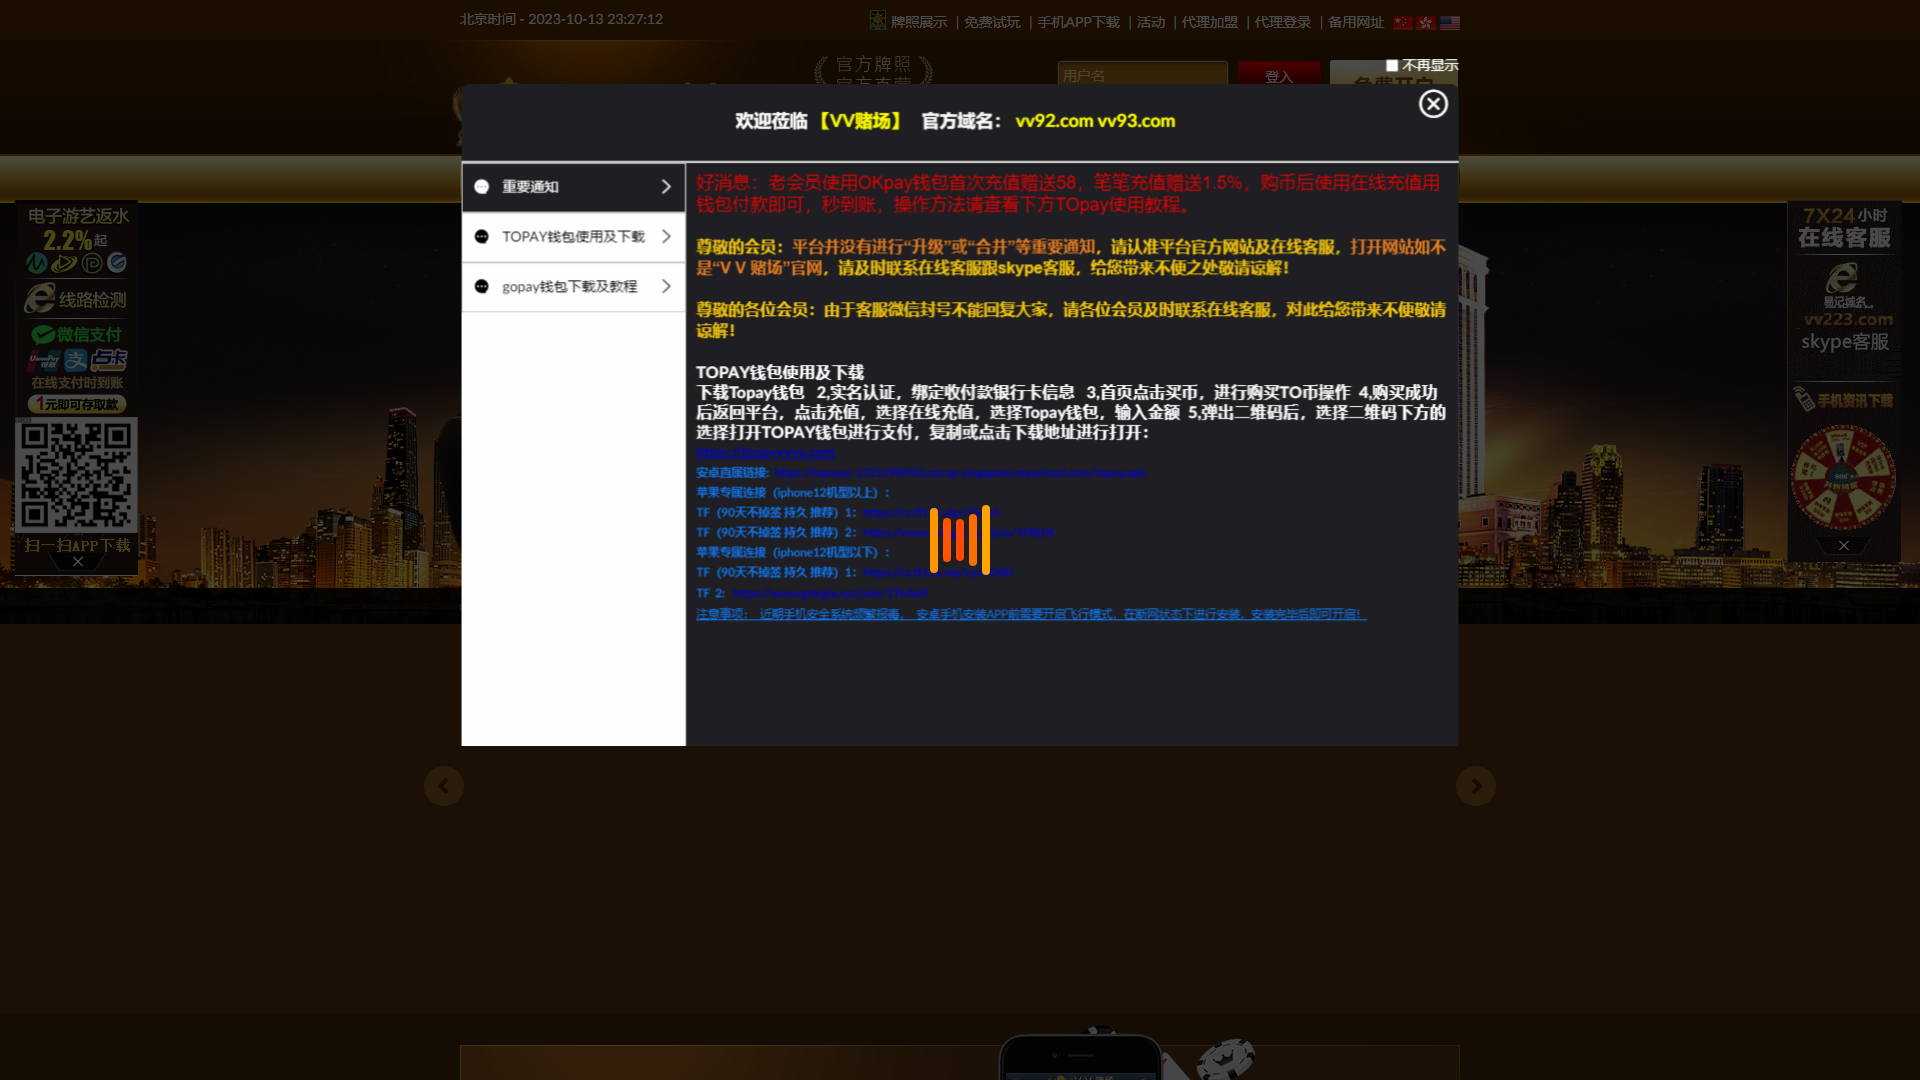 北京时间 - 2023-10-13 23:27:12
牌照展示 | 免费试玩 | 手机APP下载 | 活动 | 代理加盟 | 代理登录 | 备用网址
官方牌照
官方直营
用户名
登入
免费开户
不再显示
欢迎莅临 【VV赌场】 官方域名： vv92.com vv93.com
重要通知
TOPAY钱包使用及下载
gopay钱包下载及教程
好消息：老会员使用OKpay钱包首次充值赠送58，笔笔充值赠送1.5%，购币后使用在线充值用
钱包付款即可，秒到账，操作方法请查看下方TOpay使用教程。
尊敬的会员：平台并没有进行“升级”或“合并”等重要通知，请认准平台官方网站及在线客服，打开网站如不
是“V V 赌场”官网，请及时联系在线客服跟skype客服，给您带来不便之处敬请谅解！
尊敬的各位会员：由于客服微信封号不能回复大家，请各位会员及时联系在线客服，对此给您带来不便敬请
谅解！
TOPAY钱包使用及下载
下载Topay钱包 2,实名认证，绑定收付款银行卡信息 3,首页点击买币，进行购买TO币操作 4,购买成功
后返回平台，点击充值，选择在线充值，选择Topay钱包，输入金额 5,弹出二维码后，选择二维码下方的
选择打开TOPAY钱包进行支付，复制或点击下载地址进行打开：
安卓直属链接:
苹果专属连接（iphone12机型以上）：
TF（90天不掉签 持久 推荐）1：
TF（90天不掉签 持久 推荐）2：
苹果专属连接（iphone12机型以下）：
TF（90天不掉签 持久 推荐）1：
TF 2:
注意事项： 近期手机安全系统频繁报毒， 安卓手机安装APP前需要开启飞行模式，在断网状态下进行安装，安装完毕后即可开启！
电子游艺返水
2.2%起
线路检测
微信支付
UnionPay
支
点卡
在线支付时到账
1元即可存取款
扫一扫APP下载
7X24小时
在线客服
易记域名
vv223.com
skype客服
手机资讯下载